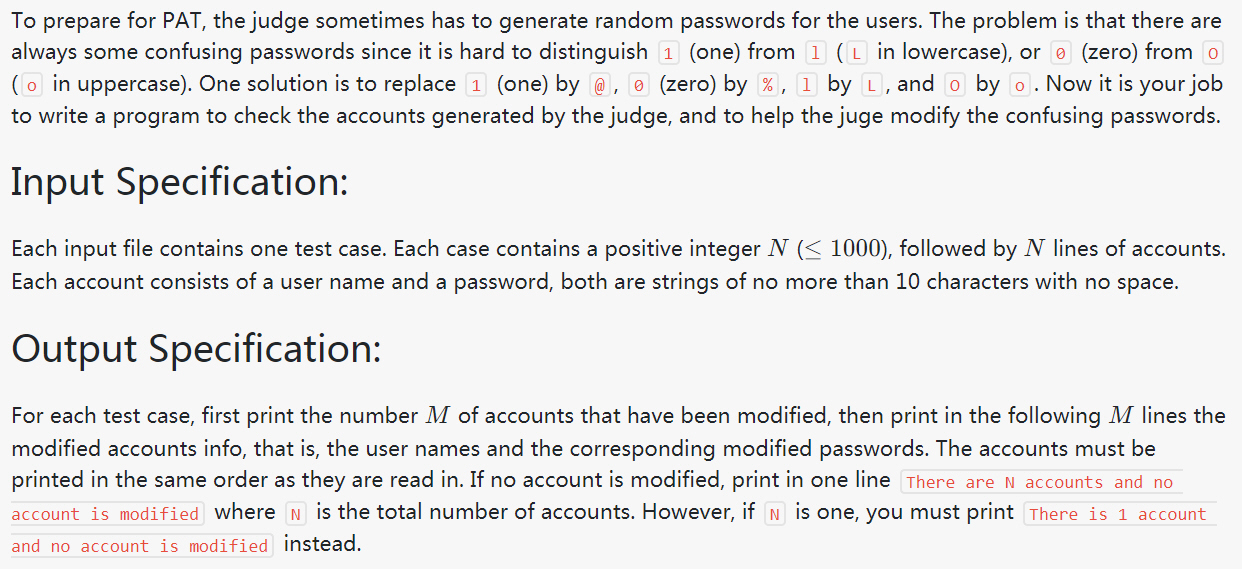 To prepare for PAT, the judge sometimes has to generate random passwords for the users. The problem is that there are
always some confusing passwords since it is hard to distinguish 1 (one) from l (L in lowercase), or 0 (zero) from O
(o in uppercase). One solution is to replace 1 (one) by @, 0 (zero) by %, l by L, and O by o. Now it is your job
to write a program to check the accounts generated by the judge, and to help the juge modify the confusing passwords.
Input Specification:
Each input file contains one test case. Each case contains a positive integer N (≤ 1000), followed by N lines of accounts.
Each account consists of a user name and a password, both are strings of no more than 10 characters with no space.
Output Specification:
For each test case, first print the number M of accounts that have been modified, then print in the following M lines the
modified accounts info, that is, the user names and the corresponding modified passwords. The accounts must be
printed in the same order as they are read in. If no account is modified, print in one line There are N accounts and no
account is modified where N is the total number of accounts. However, if N is one, you must print There is 1 account
and no account is modified instead.